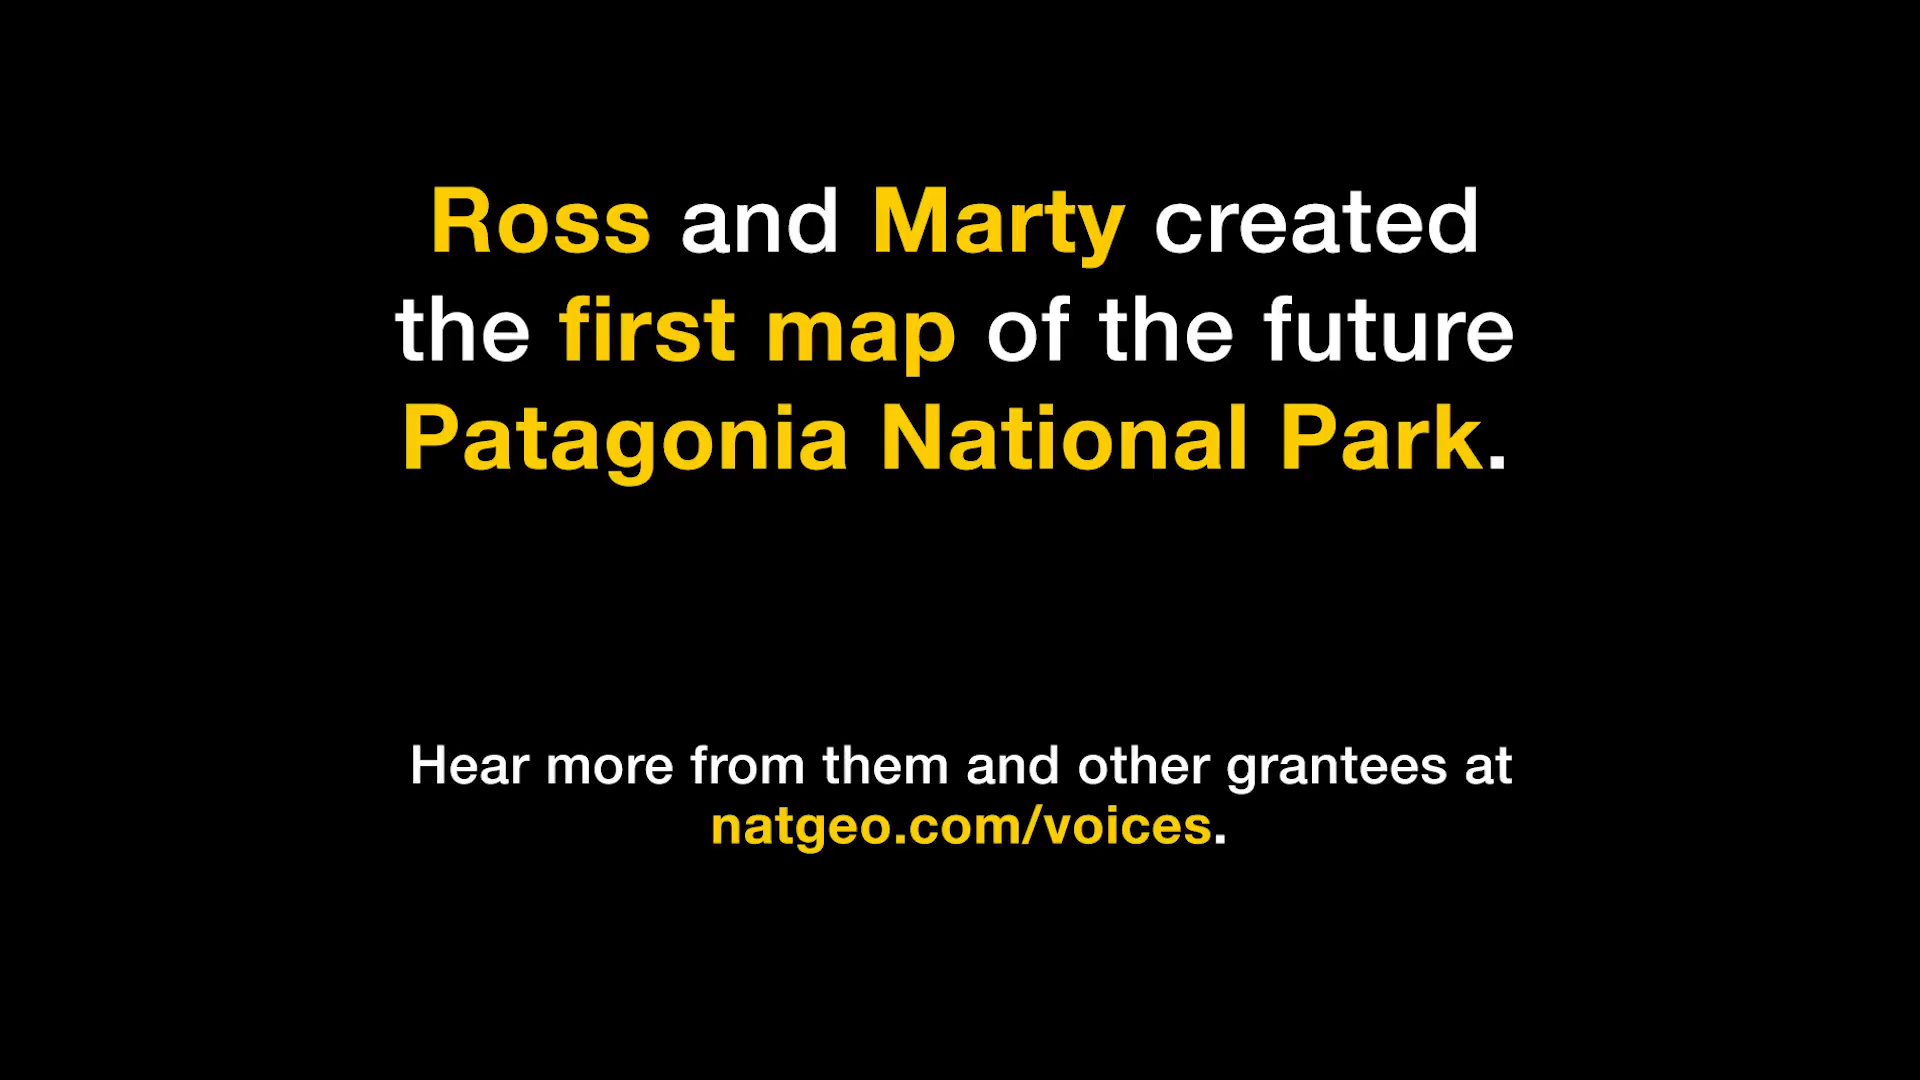 Ross and Marty created
the first map of the future
Patagonia National Park.
Hear more from them and other grantees at
natgeo.com/voices.